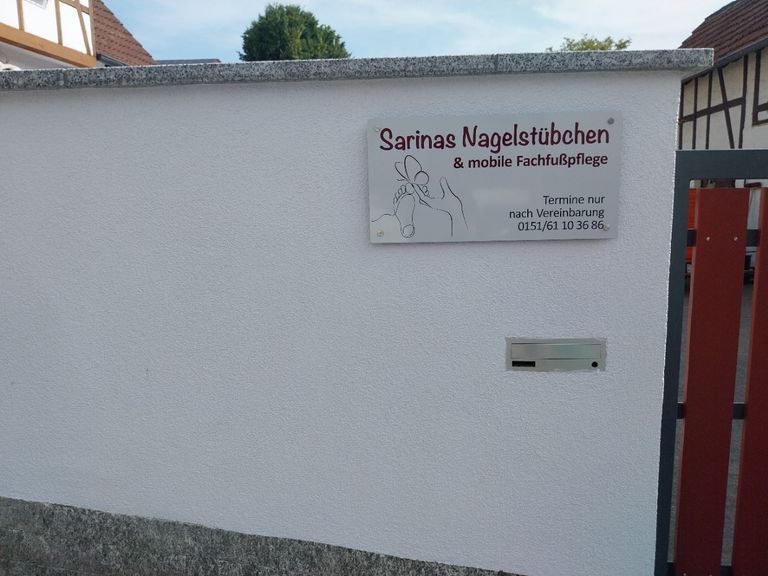 Sarinas Nagelstübchen
& mobile Fachfußpflege
Termine nur
nach Vereinbarung
0151/61 10 36 86